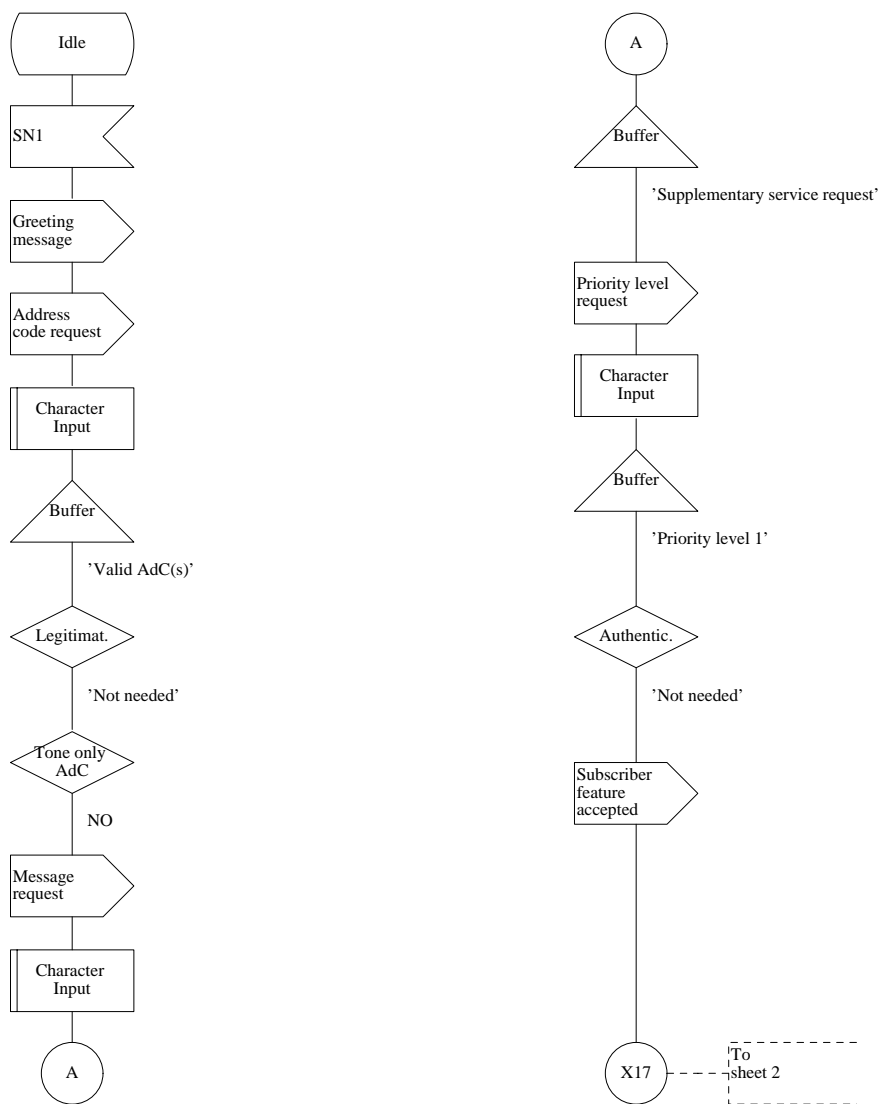 Idle
SN1
Greeting
message
Address
code request
Character
Input
Buffer
'Valid AdC(s)'
Legitimat.
'Not needed'
Tone only
AdC
NO
Message
request
Character
Input
A
A
Buffer
'Supplementary service request'
Priority level
request
Character
Input
Buffer
'Priority level 1'
Authentic.
'Not needed'
Subscriber
feature
accepted
X17
To
sheet 2